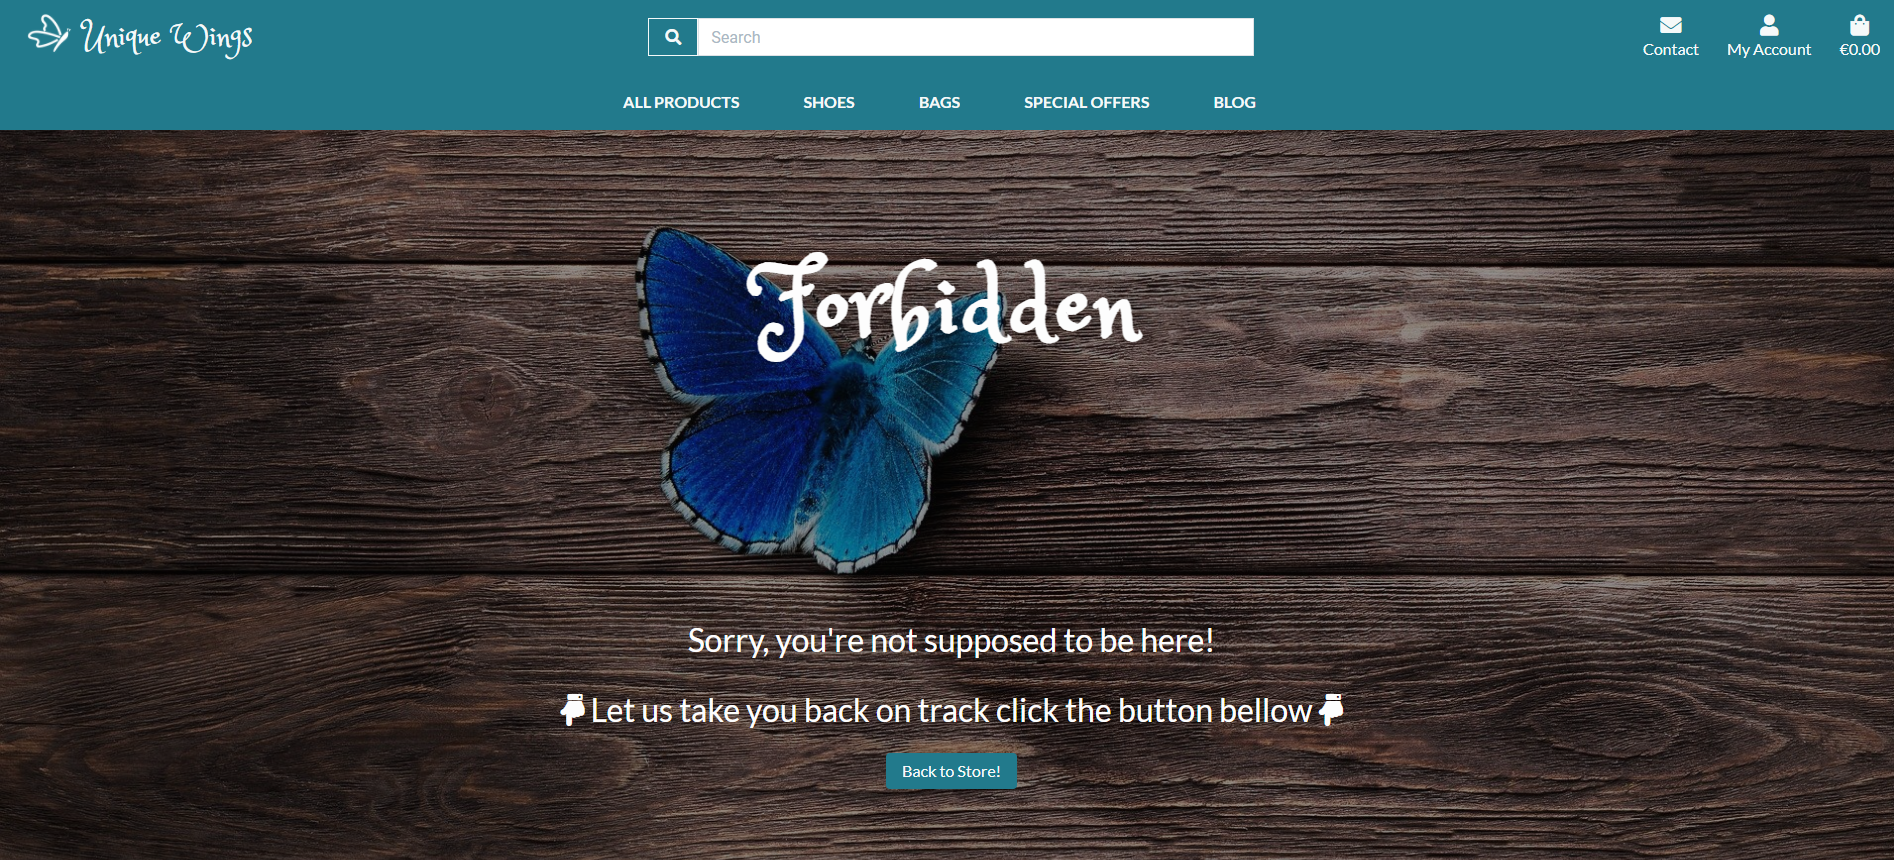 Unique Wings
Search
Contact
My Account
€0.00
ALL PRODUCTS SHOES BAGS SPECIAL OFFERS BLOG
Forbidden
Sorry, you're not supposed to be here!
Let us take you back on track click the button bellow
Back to Store!